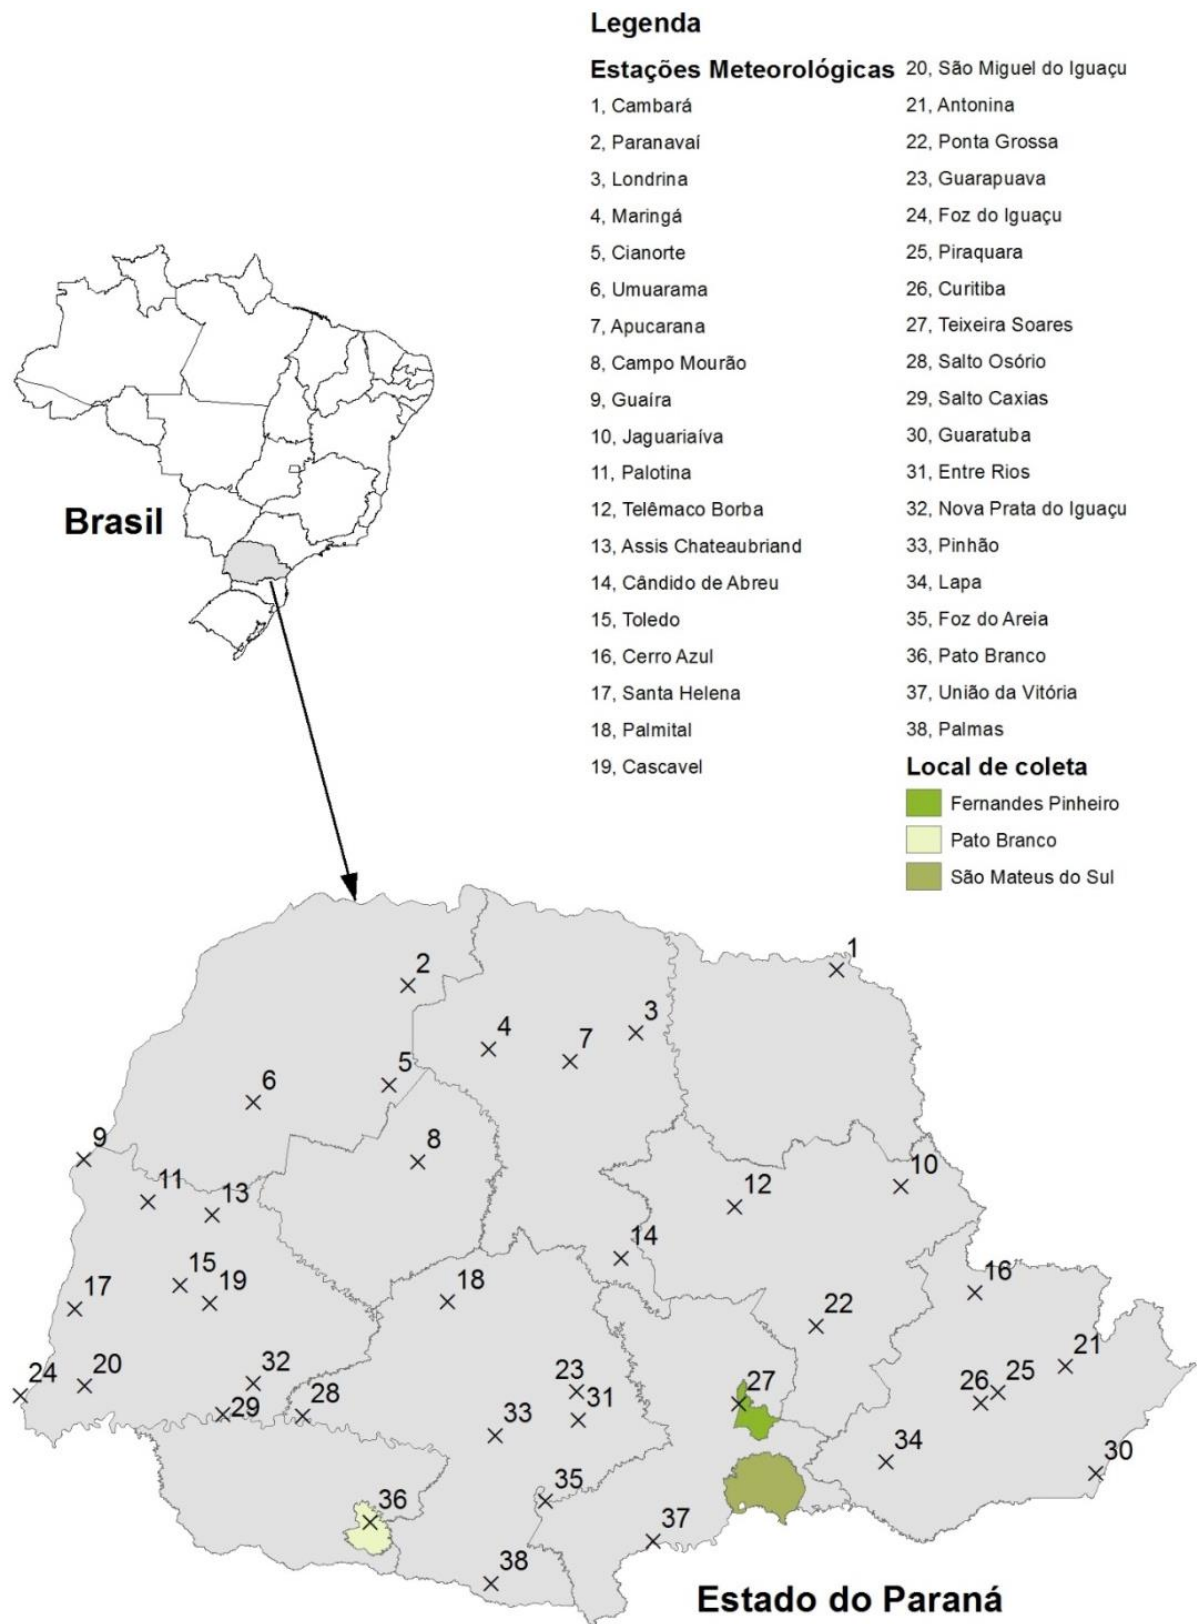 Legenda
Estações Meteorológicas
1, Cambará
2, Paranavaí
3, Londrina
4, Maringá
5, Cianorte
6, Umuarama
7, Apucarana
8, Campo Mourão
9, Guaíra
10, Jaguariaíva
11, Palotina
12, Telêmaco Borba
13, Assis Chateaubriand
14, Cândido de Abreu
15, Toledo
16, Cerro Azul
17, Santa Helena
18, Palmital
19, Cascavel
20, São Miguel do Iguaçu
21, Antonina
22, Ponta Grossa
23, Guarapuava
24, Foz do Iguaçu
25, Piraquara
26, Curitiba
27, Teixeira Soares
28, Salto Osório
29, Salto Caxias
30, Guaratuba
31, Entre Rios
32, Nova Prata do Iguaçu
33, Pinhão
34, Lapa
35, Foz do Areia
36, Pato Branco
37, União da Vitória
38, Palmas
Local de coleta
Fernandes Pinheiro
Pato Branco
São Mateus do Sul
Brasil
1
2
3
4
7
5
6
8
9
10
11
13
12
14
15
19
17
18
16
22
21
24
20
32
23
27
26
25
29
28
31
33
34
30
35
36
37
38
Estado do Paraná